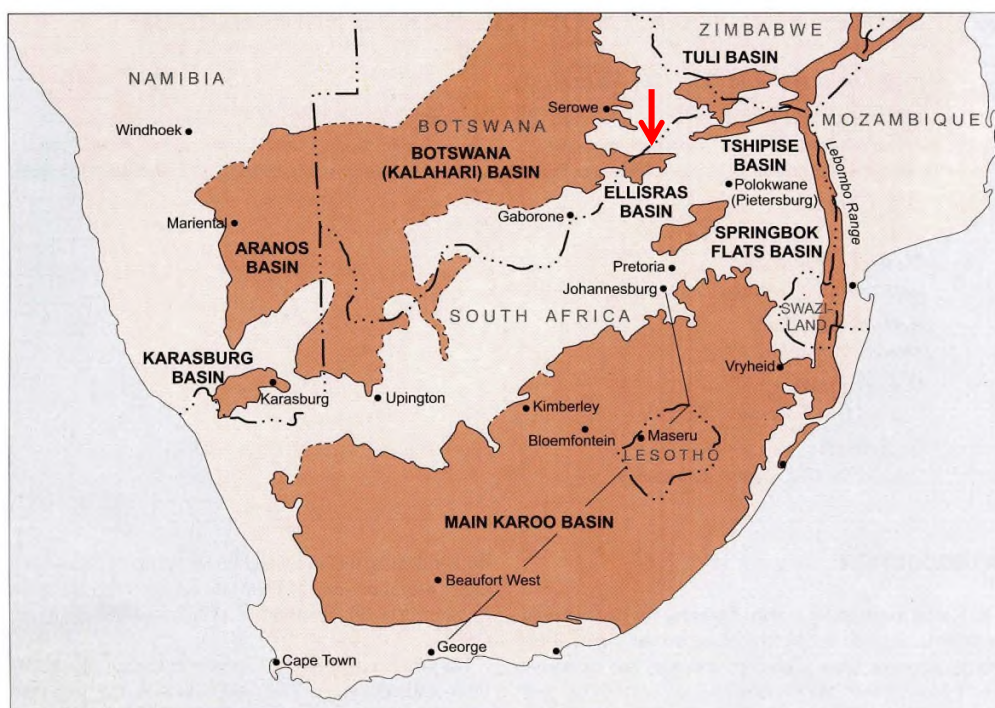 ZIMBABWE
TULI BASIN
NAMIBIA
Serowe
Windhoek
BOTSWANA
MOZAMBIQUE
BOTSWANA
(KALAHARI) BASIN
TSHIPISE
BASIN
Lebombo Range
ELLISRAS
BASIN
Polokwane
(Pietersburg)
Mariental
Gaborone
ARANOS
BASIN
SPRINGBOK
FLATS BASIN
Pretoria
Johannesburg
SOUTH AFRICA
SWAZI-
LAND
KARASBURG
BASIN
Vryheid
Karasburg
Upington
Kimberley
Bloemfontein
Maseru
LESOTHO
MAIN KAROO BASIN
Beaufort West
George
Cape Town